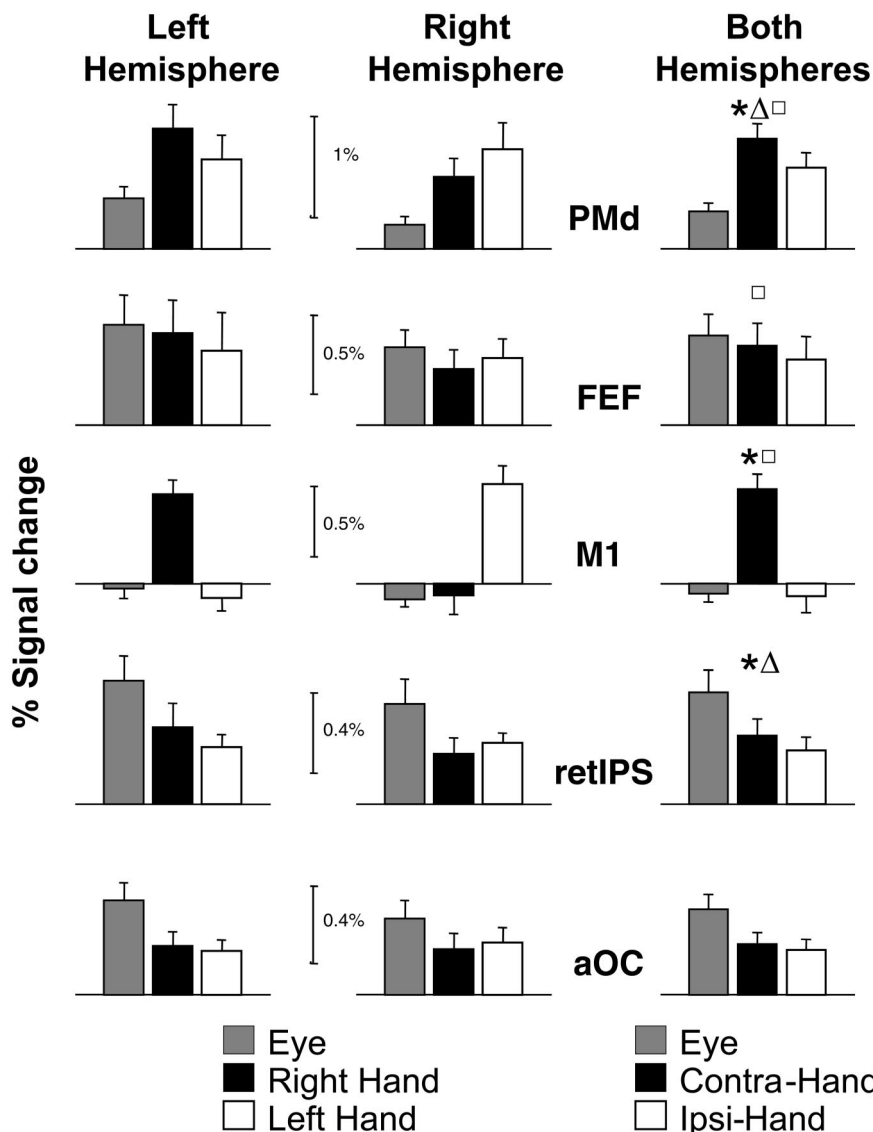 Left Hemisphere
Right Hemisphere
Both Hemispheres
% Signal change
*Δ□
1%
PMd
□
0.5%
FEF
*□
0.5%
M1
*Δ
0.4%
retIPS
0.4%
aOC
Eye
Right Hand
Left Hand
Eye
Contra-Hand
Ipsi-Hand